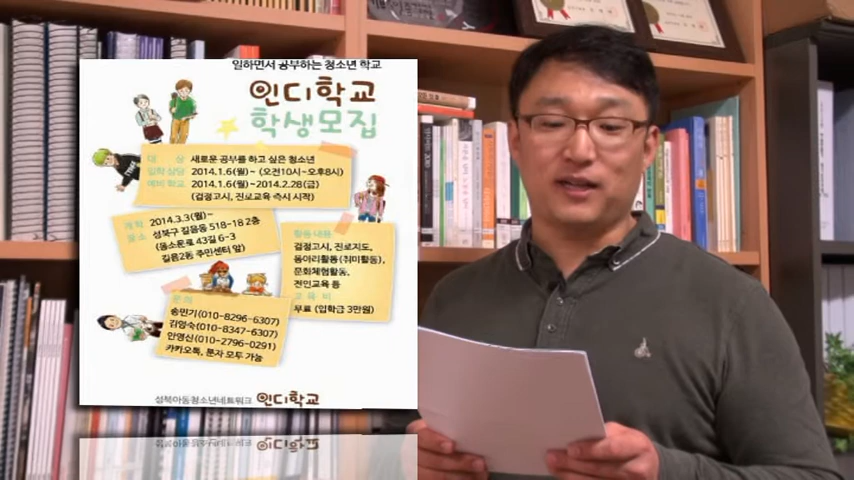 일하면서 공부하는 청소년 학교
인디학교
학생모집
대 상 새로운 공부를 하고 싶은 청소년
입학 상담 2014.1.6(월)~ (오전10시~오후8시)
예비 학교 2014.1.6(월)~2014.2.28(금)
(검정고시, 진로교육 즉시 시작)
개학 2014.3.3(월)~
장소 성북구 길음동 518-18 2층
(동소문로 43길 6-3
길음2동 주민센터 앞)
활동 내용
검정고시, 진로지도,
동아리활동(취미활동),
문화체험활동,
전인교육 등
교 육 비
무료 (입학금 3만원)
문의
송민기(010-8296-6307)
김영숙(010-8347-6307)
안영신(010-2796-0291)
카카오톡, 문자 모두 가능
성북아동청소년네트워크 인디학교